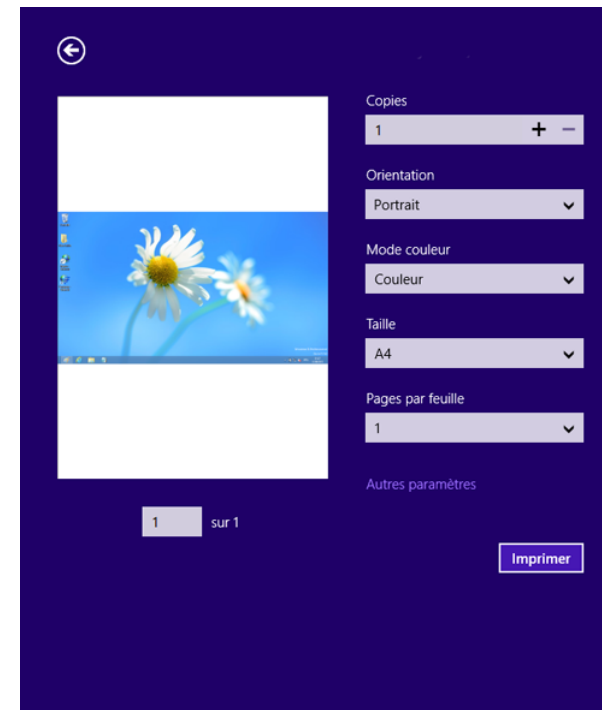 Copies
1
Orientation
Portrait
Mode couleur
Couleur
Taille
A4
Pages par feuille
1
Autres paramètres
1 sur 1
Imprimer